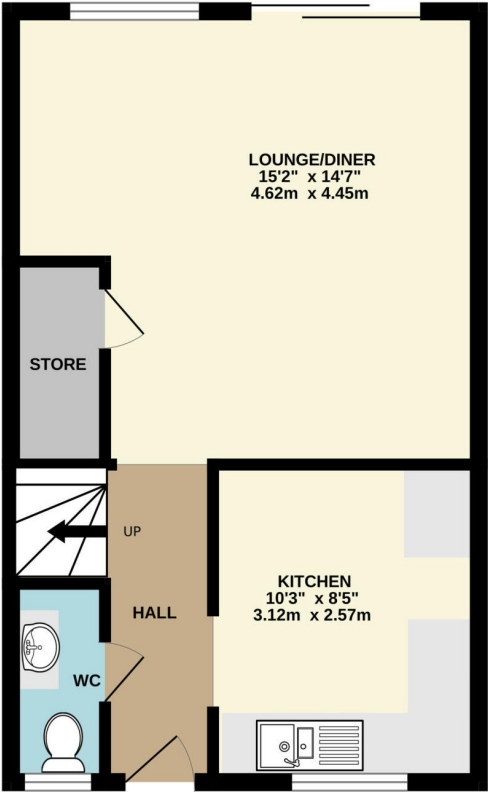 LOUNGE/DINER
15'2" x 14'7"
4.62m x 4.45m
STORE
UP
KITCHEN
10'3" x 8'5"
3.12m x 2.57m
HALL
WC